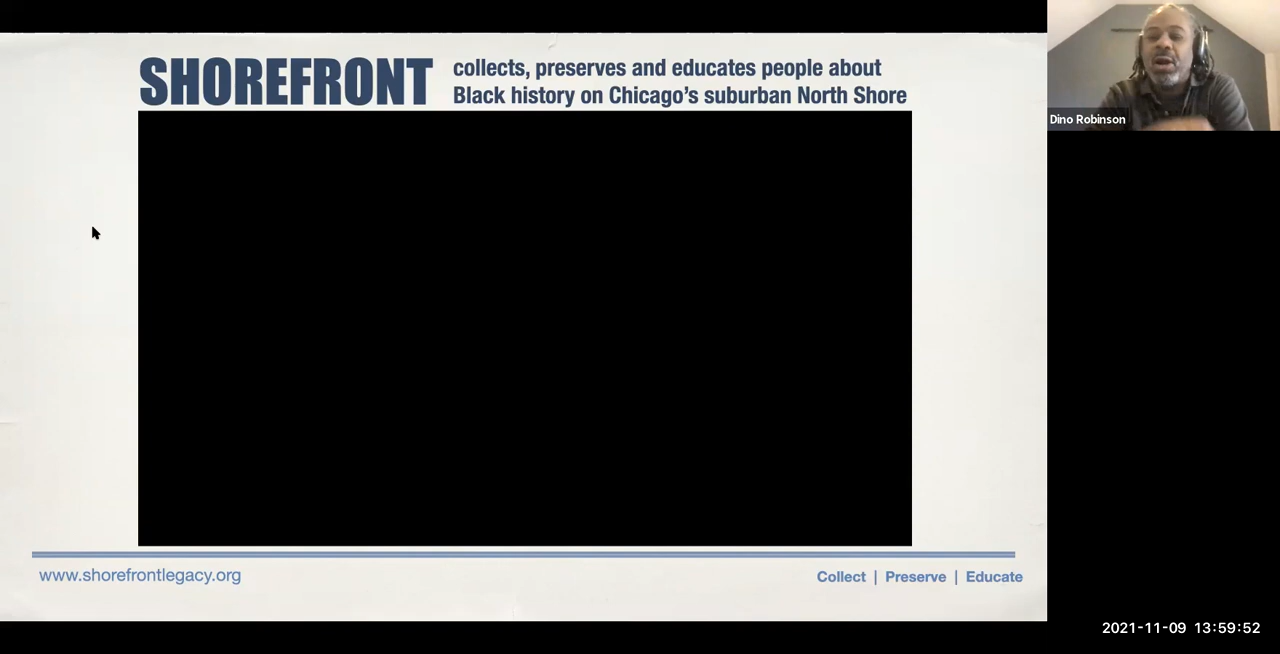 SHOREFRONT
collects, preserves and educates people about
Black history on Chicago's suburban North Shore
Dino Robinson
www.shorefrontlegacy.org
Collect | Preserve | Educate
2021-11-09 13:59:52